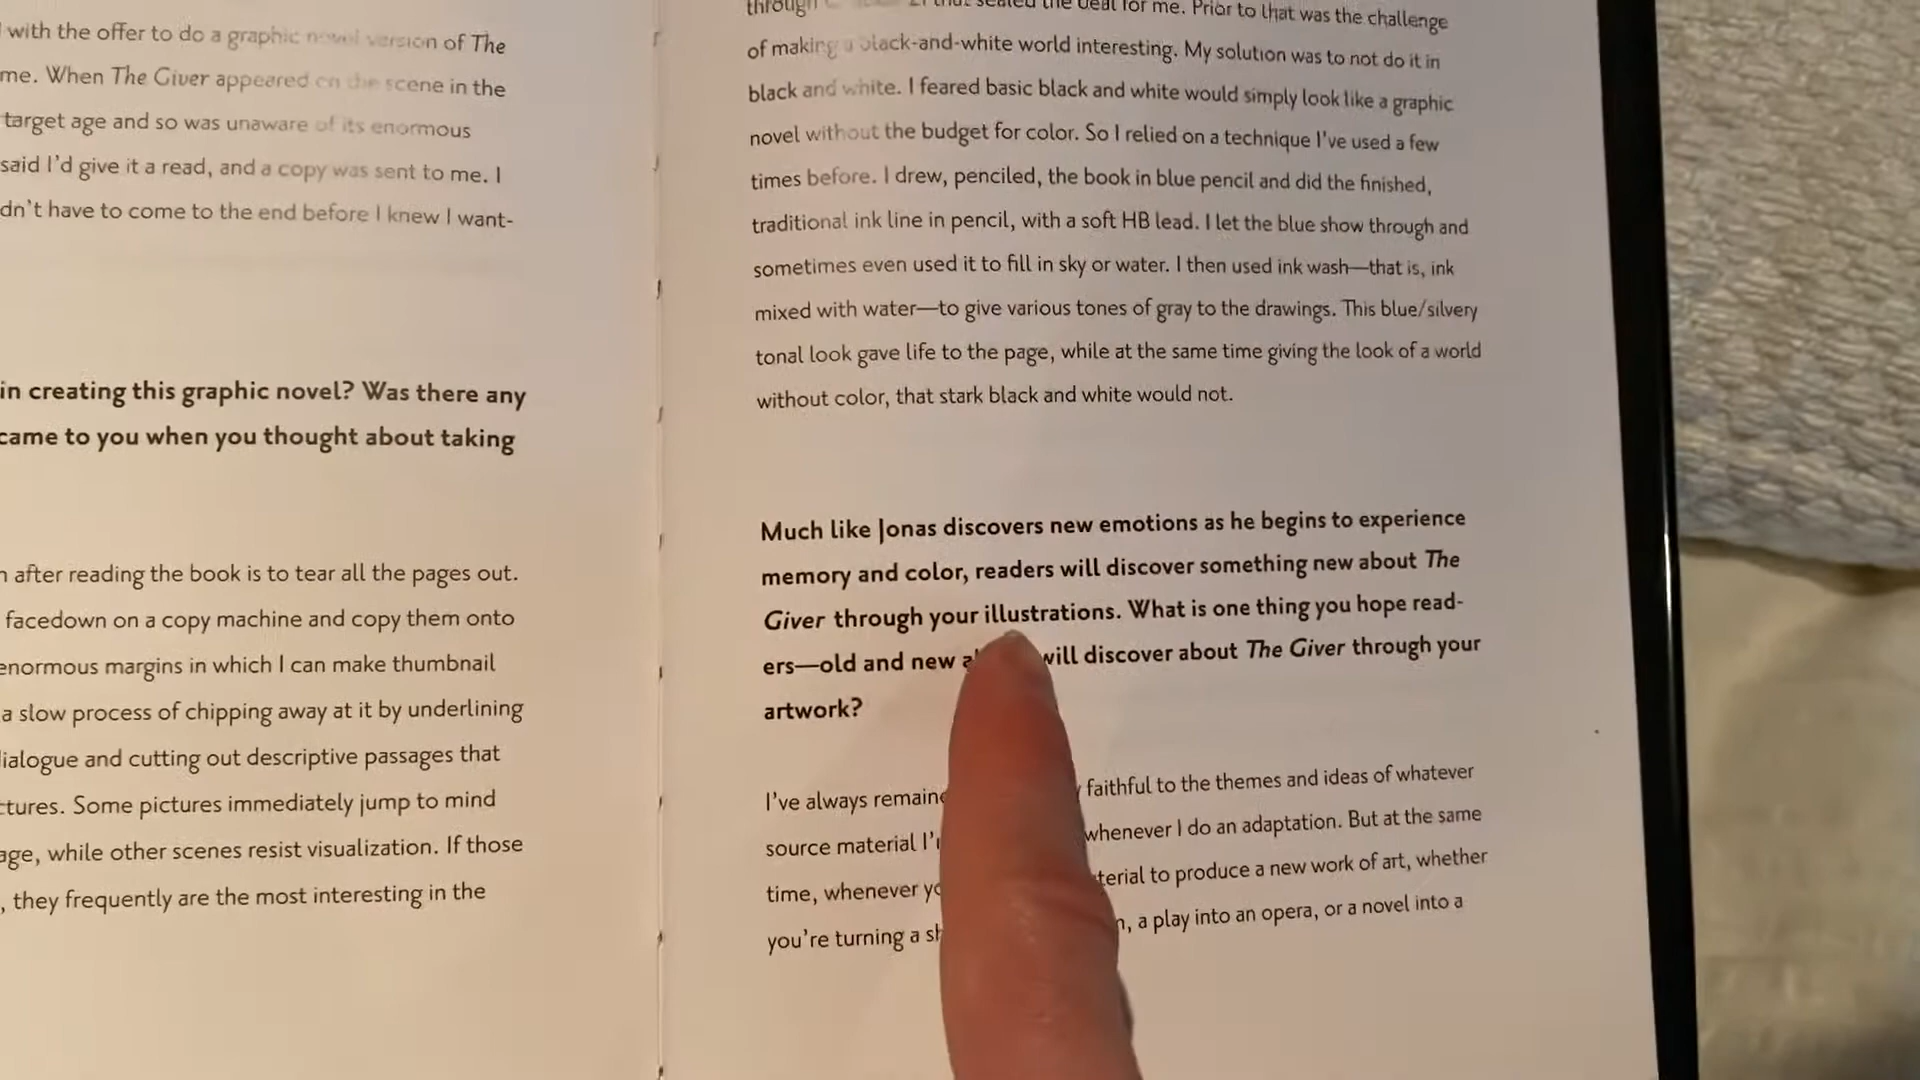 with the offer to do a graphic novel version of The
me. When The Giver appeared on the scene in the
target age and so was unaware of its enormous
said I'd give it a read, and a copy was sent to me. I
dn't have to come to the end before I knew I want-
in creating this graphic novel? Was there any
came to you when you thought about taking
after reading the book is to tear all the pages out.
facedown on a copy machine and copy them onto
enormous margins in which I can make thumbnail
a slow process of chipping away at it by underlining
dialogue and cutting out descriptive passages that
ctures. Some pictures immediately jump to mind
age, while other scenes resist visualization. If those
, they frequently are the most interesting in the
through that sealed the deal for me. Prior to that was the challenge
of making a black-and-white world interesting. My solution was to not do it in
black and white. I feared basic black and white would simply look like a graphic
novel without the budget for color. So I relied on a technique I've used a few
times before. I drew, penciled, the book in blue pencil and did the finished,
traditional ink line in pencil, with a soft HB lead. I let the blue show through and
sometimes even used it to fill in sky or water. I then used ink wash—that is, ink
mixed with water—to give various tones of gray to the drawings. This blue/silvery
tonal look gave life to the page, while at the same time giving the look of a world
without color, that stark black and white would not.
Much like Jonas discovers new emotions as he begins to experience
memory and color, readers will discover something new about The
Giver through your illustrations. What is one thing you hope read-
ers—old and new will discover about The Giver through your
artwork?
I've always remained faithful to the themes and ideas of whatever
source material whenever I do an adaptation. But at the same
time, whenever to produce a new work of art, whether
you're turning a a play into an opera, or a novel into a